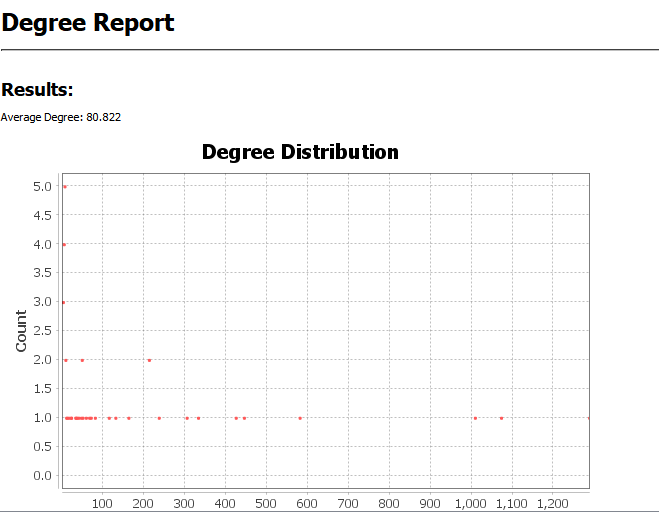 Degree Report
Results:
Average Degree: 80.822
Degree Distribution
5.0
4.5
4.0
3.5
3.0
2.5
2.0
1.5
1.0
0.5
0.0
Count
100 200 300 400 500 600 700 800 900 1,000 1,100 1,200